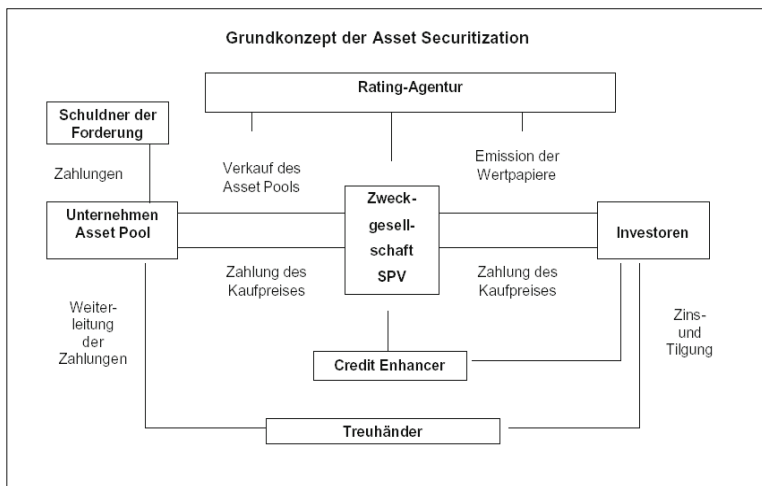 Grundkonzept der Asset Securitization
Rating-Agentur
Schuldner der
Forderung
Zahlungen
Verkauf des
Asset Pools
Emission der
Wertpapiere
Unternehmen
Asset Pool
Zweck-
gesell-
schaft
SPV
Investoren
Zahlung des
Kaufpreises
Zahlung des
Kaufpreises
Weiter-
leitung
der
Zahlungen
Zins-
und
Tilgung
Credit Enhancer
Treuhänder